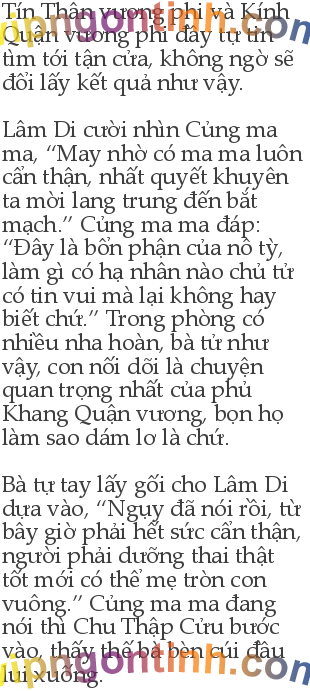 Tín Thân vương phi và Kính
Quận vương phi đầy tự tin
tìm tới tận cửa, không ngờ sẽ
đổi lấy kết quả như vậy.
Lâm Di cười nhìn Củng ma
ma, “May nhờ có ma ma luôn
cẩn thận, nhất quyết khuyên
ta mời lang trung đến bắt
mạch.” Củng ma ma đáp:
“Đây là bổn phận của nô tỳ,
làm gì có hạ nhân nào chủ tử
có tin vui mà lại không hay
biết chứ.” Trong phòng có
nhiều nha hoàn, bà tử như
vậy, con nối dõi là chuyện
quan trọng nhất của phủ
Khang Quận vương, bọn họ
làm sao dám lơ là chứ.
Bà tự tay lấy gối cho Lâm Di
dựa vào, “Ngụy đã nói rồi, từ
bây giờ phải hết sức cẩn thận,
người phải dưỡng thai thật
tốt mới có thể mẹ tròn con
vuông.” Củng ma ma đang
nói thì Chu Thập Cửu bước
vào, thấy thế bà bèn cúi đầu
lui xuống.